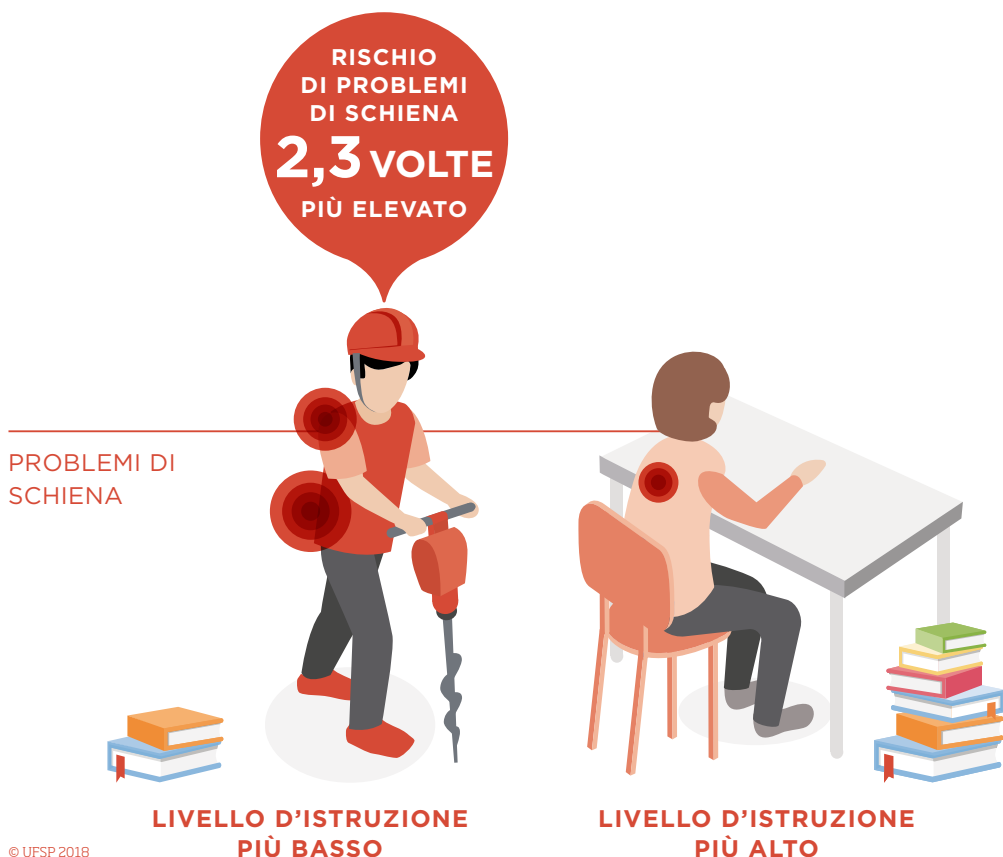 RISCHIO
DI PROBLEMI
DI SCHIENA
2,3 VOLTE
PIÙ ELEVATO
PROBLEMI DI
SCHIENA
LIVELLO D’ISTRUZIONE
PIÙ BASSO
LIVELLO D’ISTRUZIONE
PIÙ ALTO
© UFSP 2018